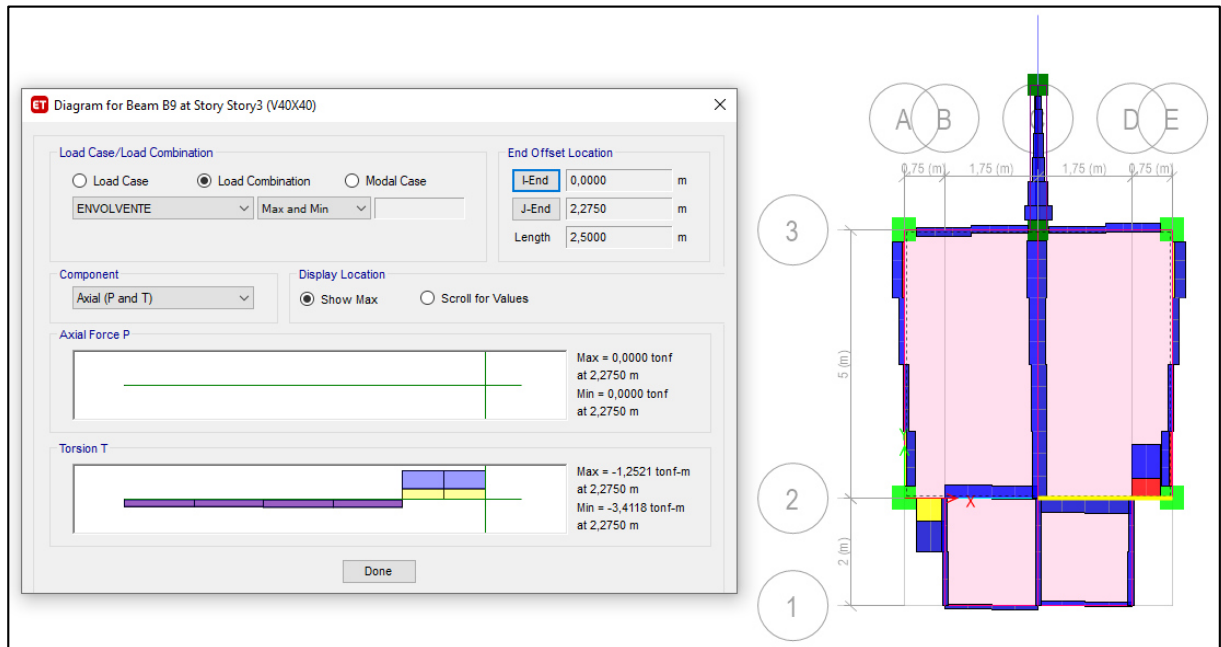 ET Diagram for Beam B9 at Story Story3 (V40X40)
Load Case/Load Combination
Load Case Load Combination Modal Case
ENVOLVENTE Max and Min
End Offset Location
I-End 0,0000 m
J-End 2,2750 m
Length 2,5000 m
Component
Axial (P and T)
Display Location
Show Max Scroll for Values
Axial Force P
Max = 0,0000 tonf
at 2,2750 m
Min = 0,0000 tonf
at 2,2750 m
Torsion T
Max = -1,2521 tonf-m
at 2,2750 m
Min = -3,4118 tonf-m
at 2,2750 m
Done
A B D E
0,75 (m) 1,75 (m) 1,75 (m) 0,75 (m)
3
5 (m)
Y
2
X
2 (m)
1